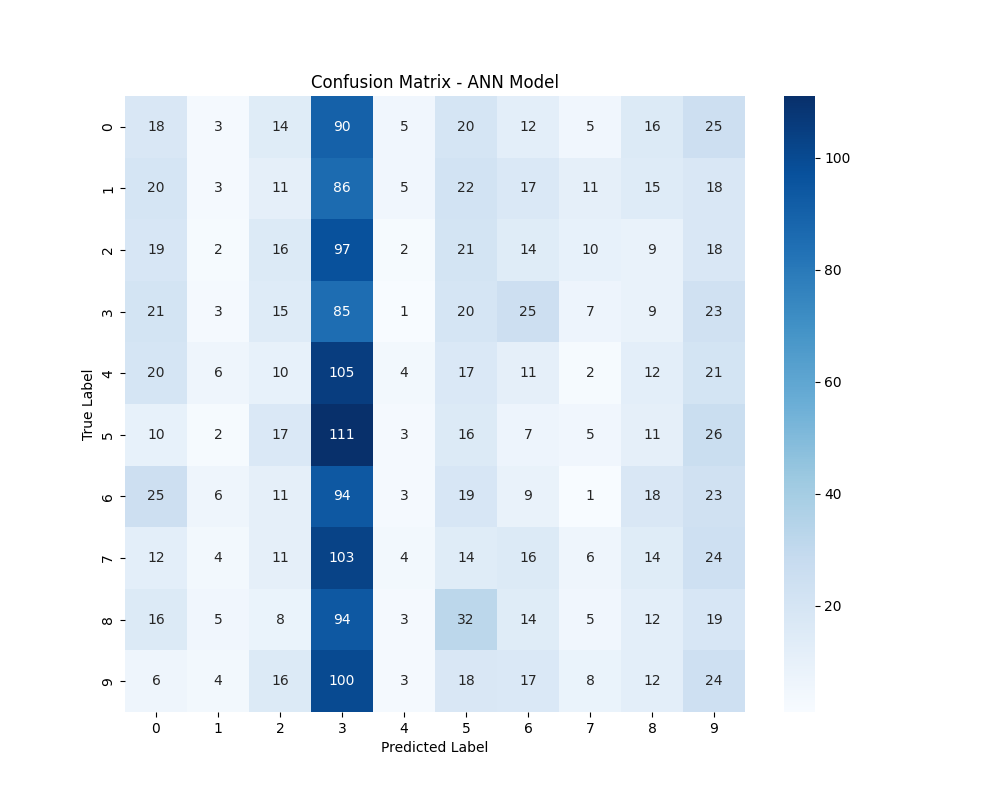 Confusion Matrix - ANN Model
0 18 3 14 90 5 20 12 5 16 25
1 20 3 11 86 5 22 17 11 15 18
2 19 2 16 97 2 21 14 10 9 18
3 21 3 15 85 1 20 25 7 9 23
4 20 6 10 105 4 17 11 2 12 21
5 10 2 17 111 3 16 7 5 11 26
6 25 6 11 94 3 19 9 1 18 23
7 12 4 11 103 4 14 16 6 14 24
8 16 5 8 94 3 32 14 5 12 19
9 6 4 16 100 3 18 17 8 12 24
0 1 2 3 4 5 6 7 8 9
Predicted Label
True Label
100
80
60
40
20